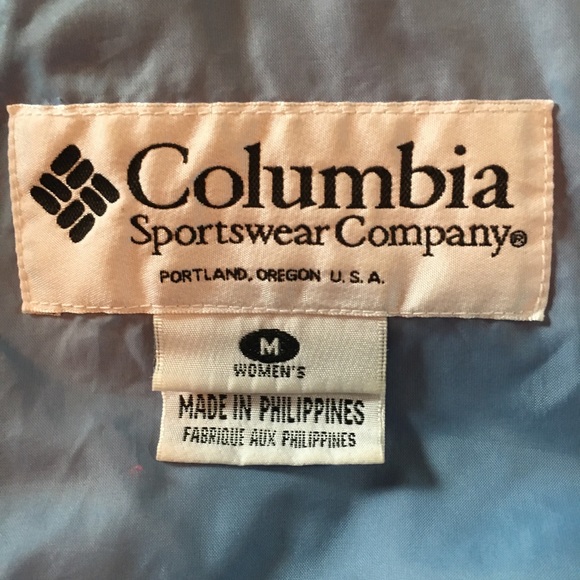 Columbia
Sportswear Company®
PORTLAND, OREGON U.S.A.
M
WOMEN'S
MADE IN PHILIPPINES
FABRIQUE AUX PHILIPPINES